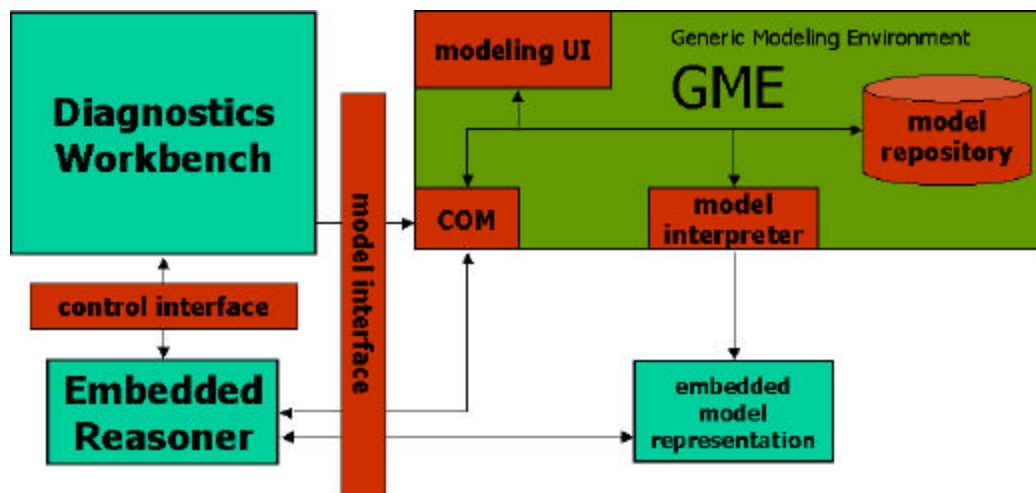 Diagnostics
Workbench
modeling UI
Generic Modeling Environment
GME
model
repository
COM
model
interpreter
model interface
control interface
Embedded
Reasoner
embedded
model
representation